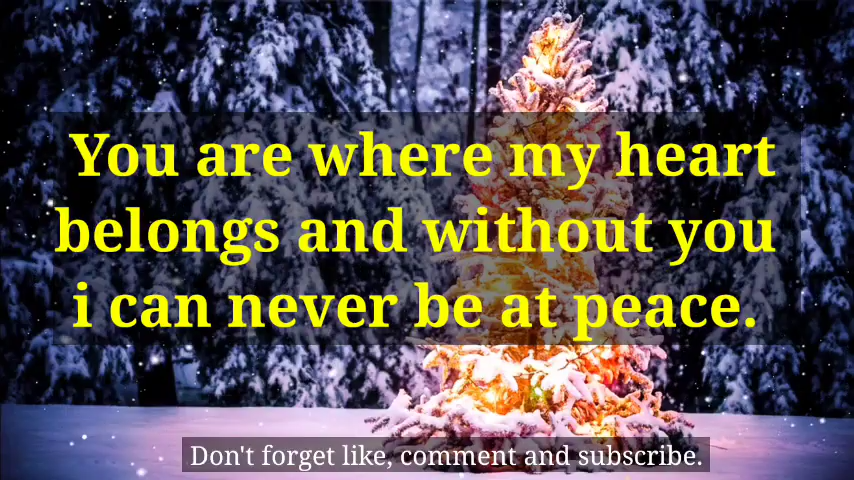 You are where my heart
belongs and without you
i can never be at peace.
Don't forget like, comment and subscribe.